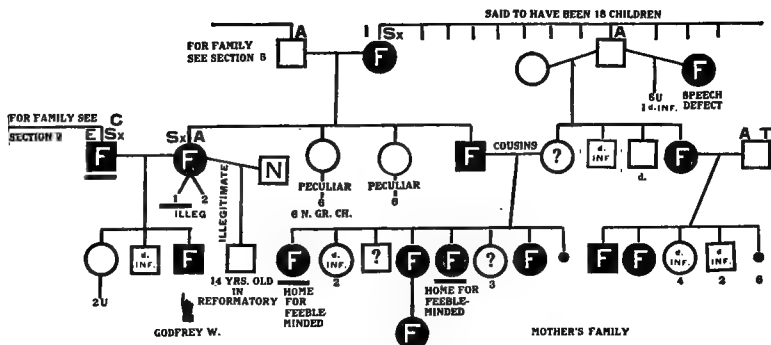 SAID TO HAVE BEEN 18 CHILDREN
A
I Sx
A
FOR FAMILY
SEE SECTION
F
6U
1 d. INF.
F
SPEECH
DEFECT
FOR FAMILY SEE
SECTION
C
E Sx
F
Sx A
F
N
1 2
ILLEG
ILLEGITIMATE
PECULIAR
6
6 N. GR. CH.
PECULIAR
6
F
COUSINS
?
d.
INF
d.
F
A T
2U
d.
INF.
F
14 YRS. OLD
IN
REFORMATORY
F
HOME
FOR
FEEBLE-
MINDED
d.
INF.
2
?
F
F
F
HOME FOR
FEEBLE-
MINDED
?
3
F
F
F
d.
INF.
4
d.
INF.
2
6
GODFREY W.
MOTHER'S FAMILY